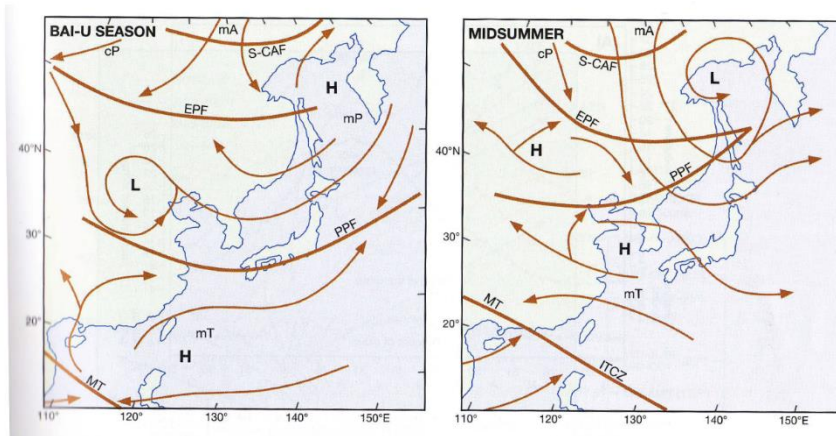 BAI-U SEASON
mA
cP
S-CAF
H
EPF
mP
40°N
L
30°
PPF
20°
mT
H
MT
110°
120°
130°
140°
150°E
MIDSUMMER
mA
cP
S-CAF
L
EPF
40°N
H
PPF
30°
H
mT
MT
20°
ITCZ
110°
120°
130°
140°
150°E